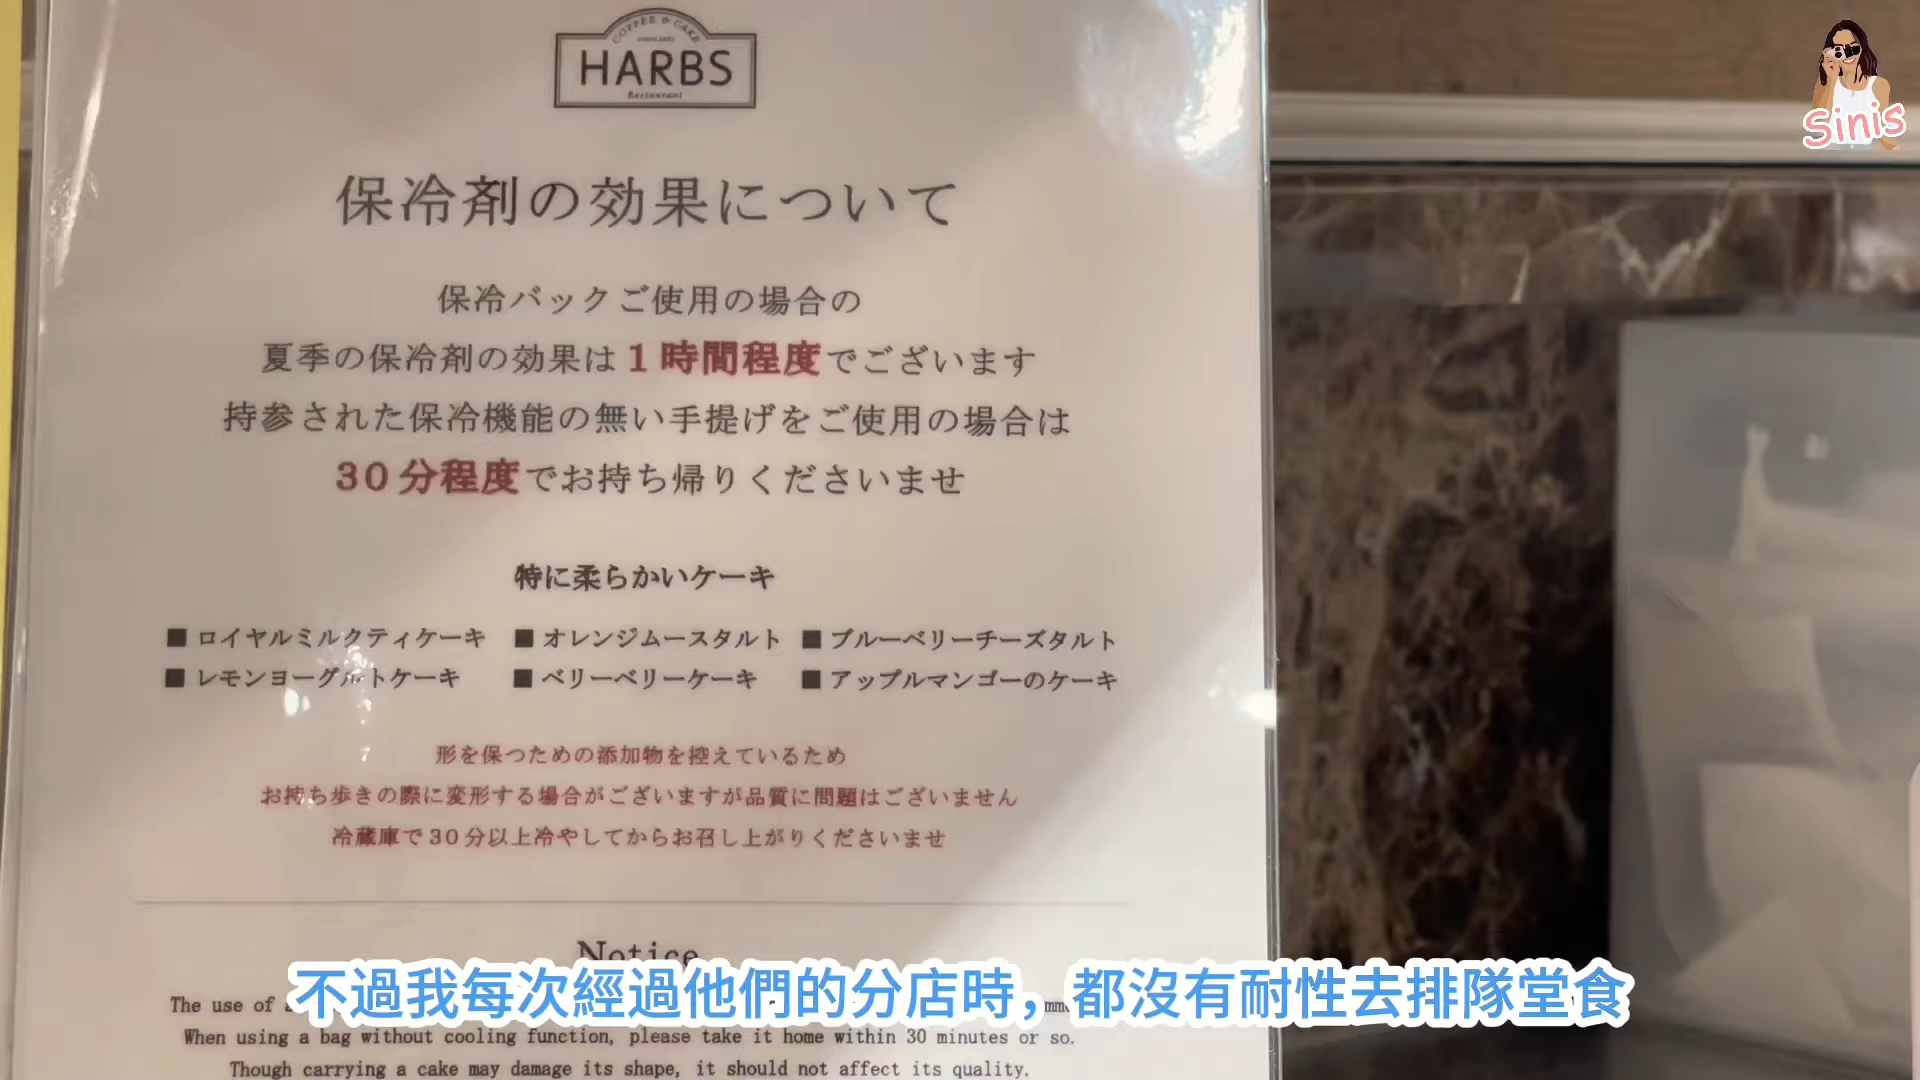 COFFEE & CAKE
HARBS
Restaurant
Sinis
保冷剤の効果について
保冷バックご使用の場合の
夏季の保冷剤の効果は1時間程度でございます
持参された保冷機能の無い手提げをご使用の場合は
30分程度でお持ち帰りくださいませ
特に柔らかいケーキ
■ ロイヤルミルクティケーキ ■ オレンジムースタルト ■ ブルーベリーチーズタルト
■ レモンヨーグルトケーキ ■ ベリーベリーケーキ ■ アップルマンゴーのケーキ
形を保つための添加物を控えているため
お持ち歩きの際に変形する場合がございますが品質に問題はございません
冷蔵庫で30分以上冷やしてからお召し上がりくださいませ
Notice
The use of
不過我每次經過他們的分店時，都沒有耐性去排隊堂食
When using a bag without cooling function, please take it home within 30 minutes or so.
Though carrying a cake may damage its shape, it should not affect its quality.